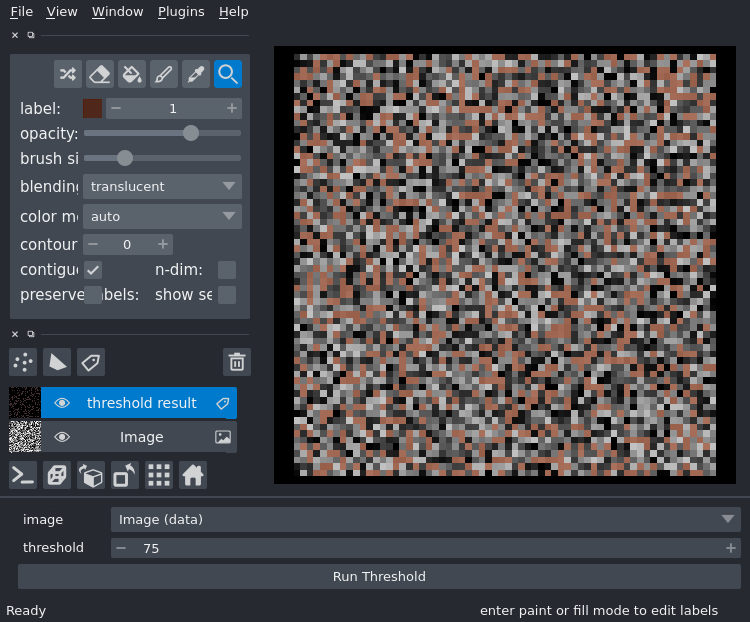 File View Window Plugins Help
label: 1
opacity:
brush si
blending translucent
color m auto
contour 0
contigu n-dim:
preserve abels: show se
threshold result
Image
image Image (data)
threshold 75
Run Threshold
Ready enter paint or fill mode to edit labels